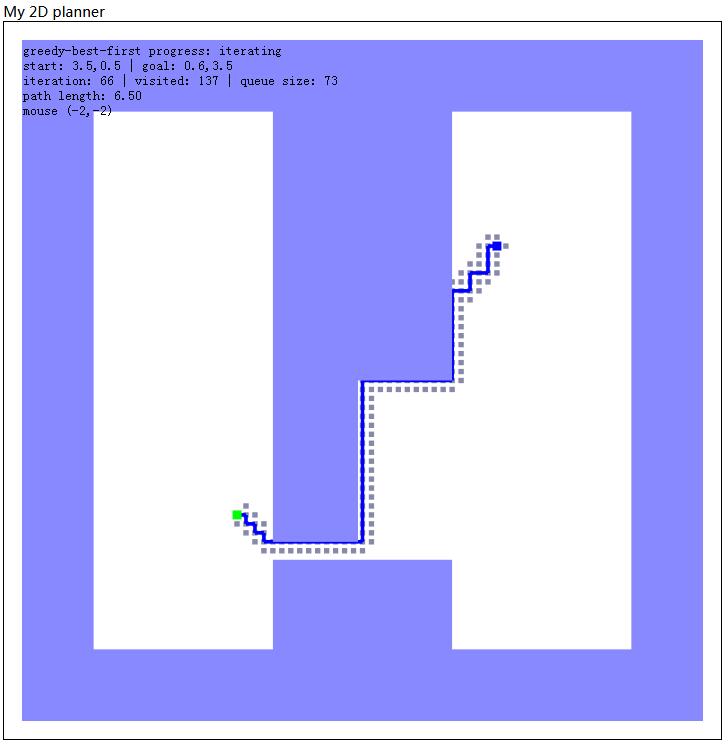 My 2D planner
greedy-best-first progress: iterating
start: 3.5,0.5 | goal: 0.6,3.5
iteration: 66 | visited: 137 | queue size: 73
path length: 6.50
mouse (-2,-2)